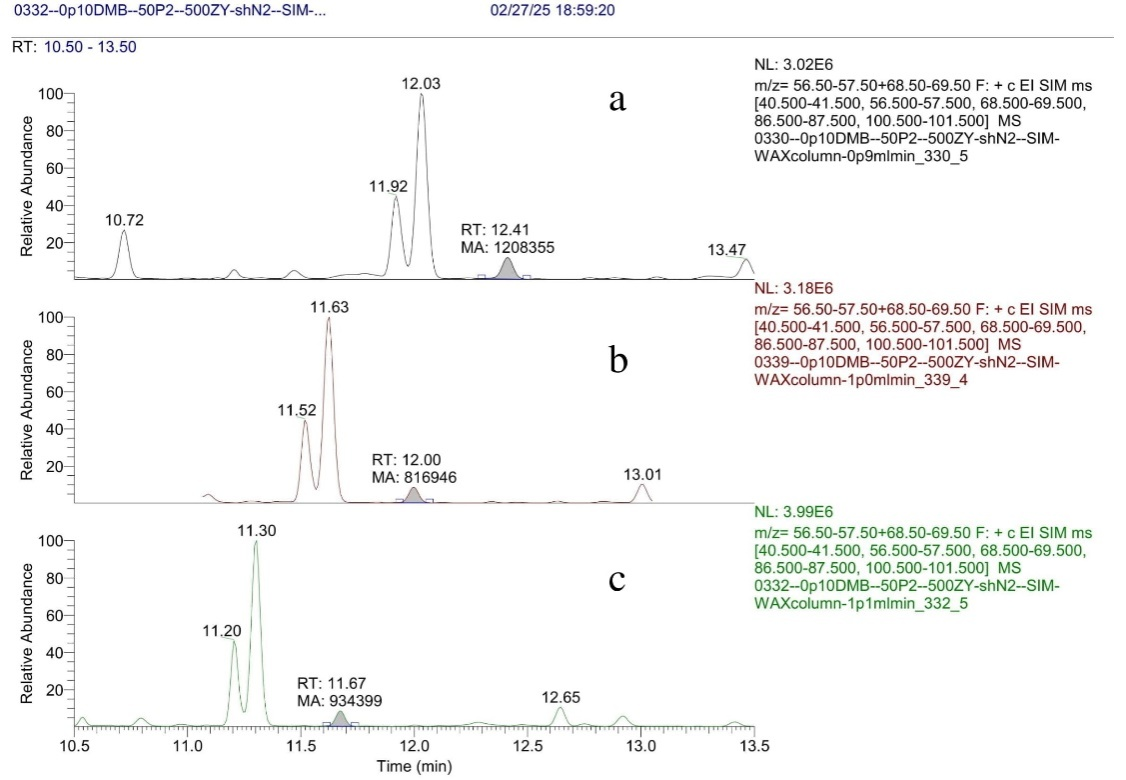 0332--0p10DMB--50P2--500ZY-shN2--SIM-...
02/27/25 18:59:20
RT: 10.50 - 13.50
NL: 3.02E6
m/z= 56.50-57.50+68.50-69.50 F: + c EI SIM ms
[40.500-41.500, 56.500-57.500, 68.500-69.500,
86.500-87.500, 100.500-101.500] MS
0330--0p10DMB--50P2--500ZY-shN2--SIM-
WAXcolumn-0p9mlmin_330_5
a
12.03
11.92
10.72
RT: 12.41
MA: 1208355
13.47
100
80
60
40
20
Relative Abundance
NL: 3.18E6
m/z= 56.50-57.50+68.50-69.50 F: + c EI SIM ms
[40.500-41.500, 56.500-57.500, 68.500-69.500,
86.500-87.500, 100.500-101.500] MS
0339--0p10DMB--50P2--500ZY-shN2--SIM-
WAXcolumn-1p0mlmin_339_4
b
11.63
11.52
RT: 12.00
MA: 816946
13.01
100
80
60
40
20
Relative Abundance
NL: 3.99E6
m/z= 56.50-57.50+68.50-69.50 F: + c EI SIM ms
[40.500-41.500, 56.500-57.500, 68.500-69.500,
86.500-87.500, 100.500-101.500] MS
0332--0p10DMB--50P2--500ZY-shN2--SIM-
WAXcolumn-1p1mlmin_332_5
c
11.30
11.20
RT: 11.67
MA: 934399
12.65
100
80
60
40
20
Relative Abundance
10.5 11.0 11.5 12.0 12.5 13.0 13.5
Time (min)